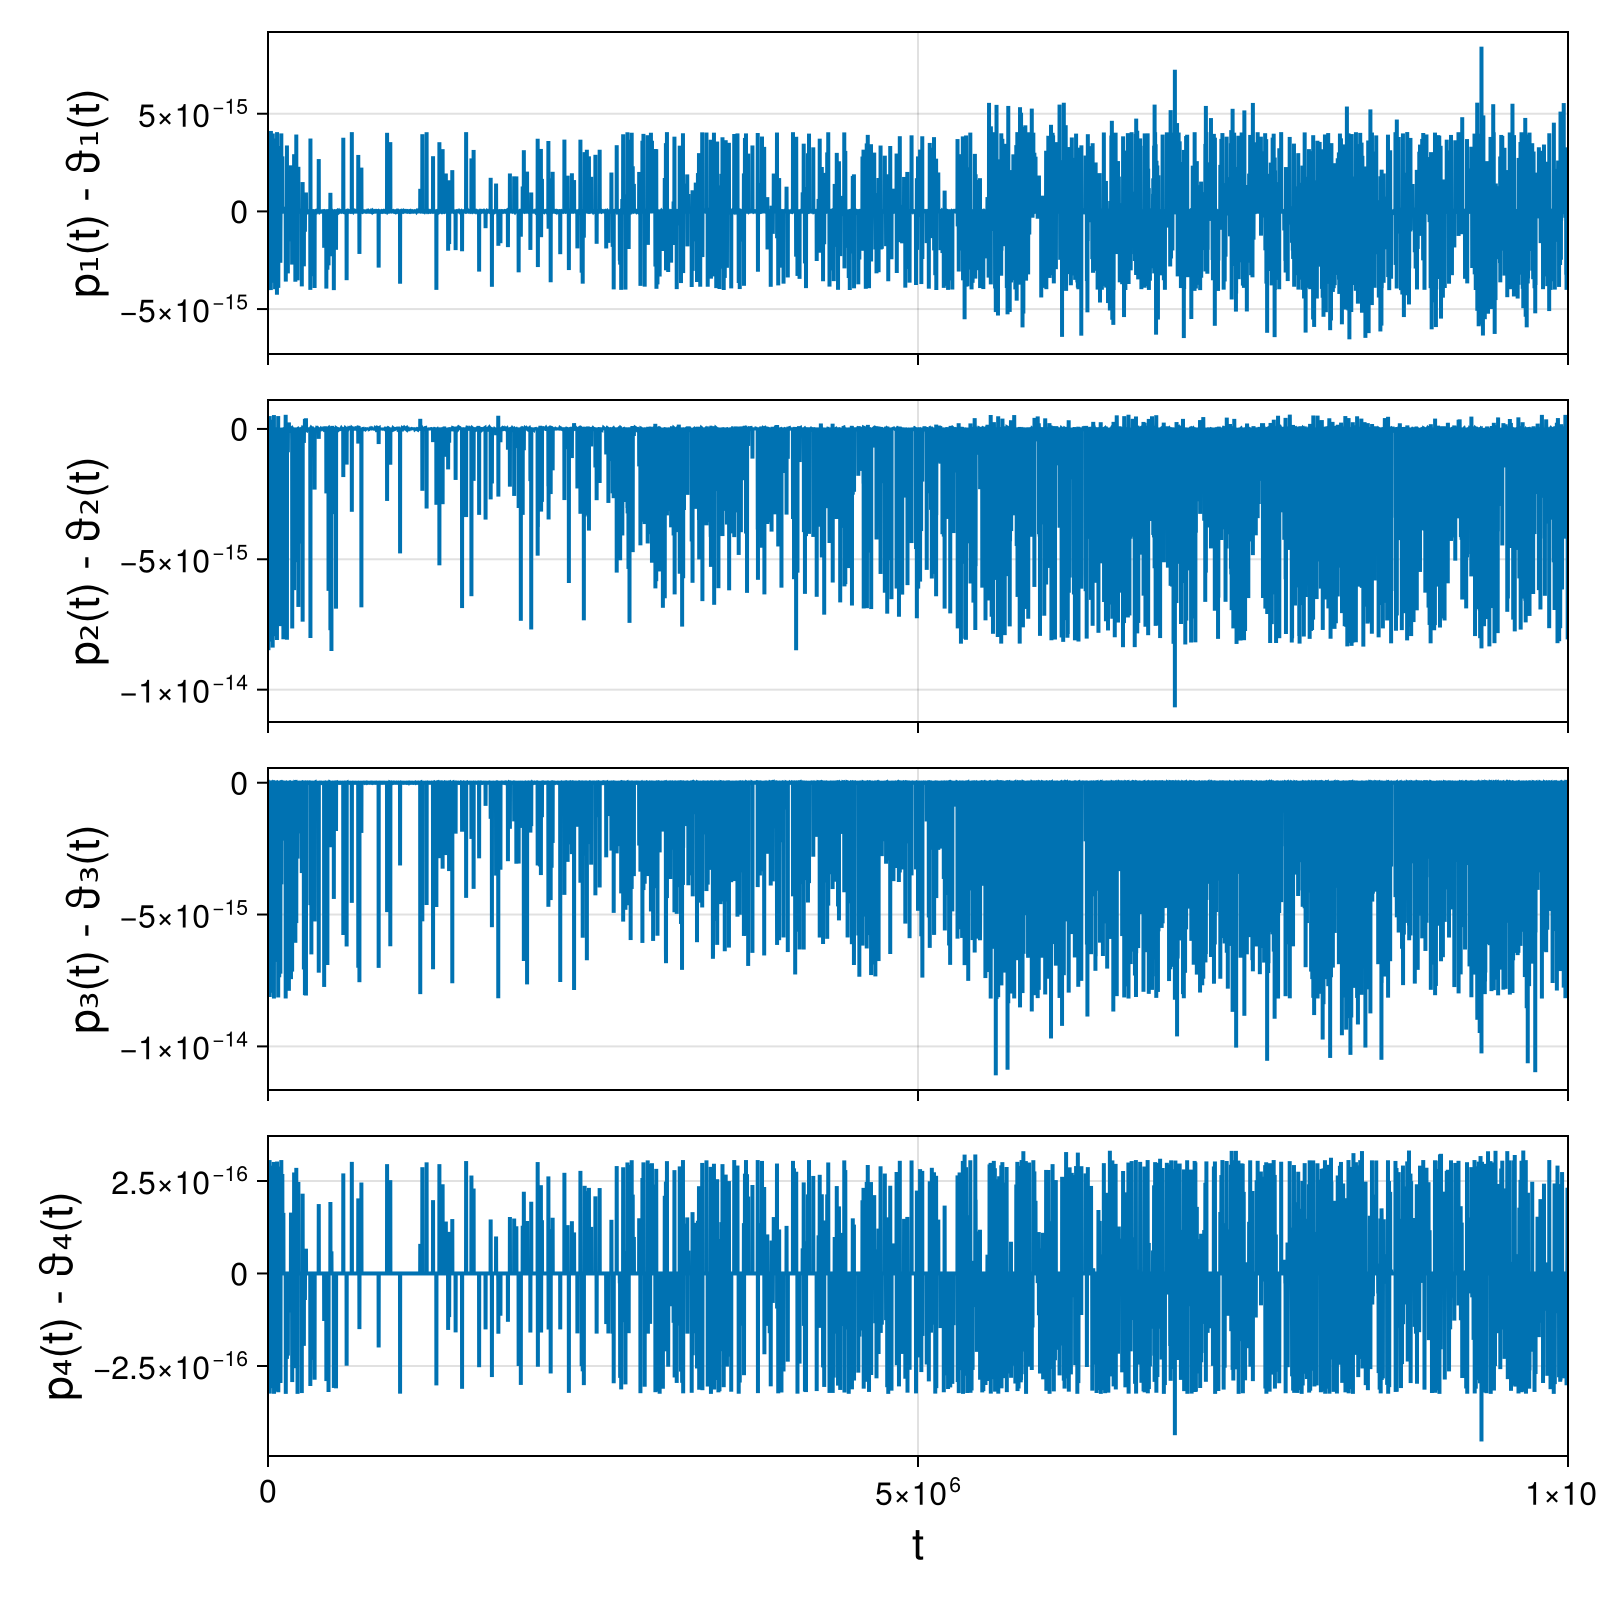 p₁(t) - ϑ₁(t)
5×10⁻¹⁵
0
−5×10⁻¹⁵
p₂(t) - ϑ₂(t)
0
−5×10⁻¹⁵
−1×10⁻¹⁴
p₃(t) - ϑ₃(t)
0
−5×10⁻¹⁵
−1×10⁻¹⁴
p₄(t) - ϑ₄(t)
2.5×10⁻¹⁶
0
−2.5×10⁻¹⁶
0 5×10⁶ 1×10
t